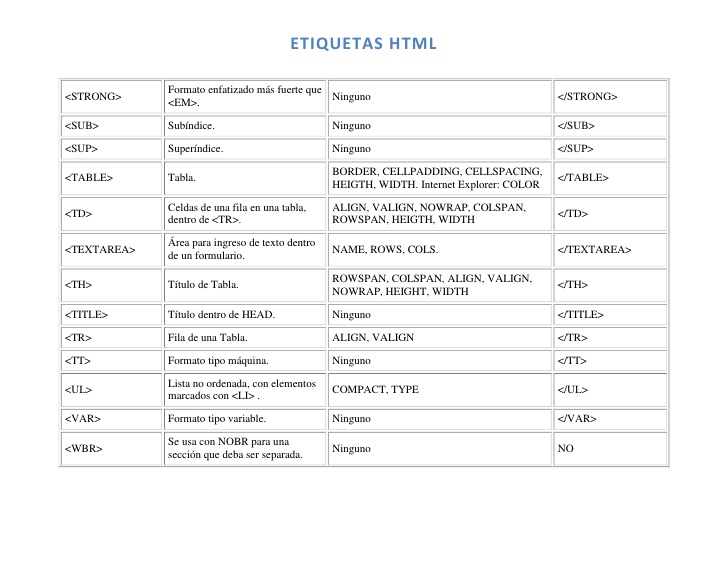 ETIQUETAS HTML
<STRONG>
Formato enfatizado más fuerte que
<EM>.
Ninguno
</STRONG>
<SUB>
Subíndice.
Ninguno
</SUB>
<SUP>
Superíndice.
Ninguno
</SUP>
<TABLE>
Tabla.
BORDER, CELLPADDING, CELLSPACING,
HEIGTH, WIDTH. Internet Explorer: COLOR
</TABLE>
<TD>
Celdas de una fila en una tabla,
dentro de <TR>.
ALIGN, VALIGN, NOWRAP, COLSPAN,
ROWSPAN, HEIGTH, WIDTH
</TD>
<TEXTAREA>
Área para ingreso de texto dentro
de un formulario.
NAME, ROWS, COLS.
</TEXTAREA>
<TH>
Título de Tabla.
ROWSPAN, COLSPAN, ALIGN, VALIGN,
NOWRAP, HEIGHT, WIDTH
</TH>
<TITLE>
Título dentro de HEAD.
Ninguno
</TITLE>
<TR>
Fila de una Tabla.
ALIGN, VALIGN
</TR>
<TT>
Formato tipo máquina.
Ninguno
</TT>
<UL>
Lista no ordenada, con elementos
marcados con <LI> .
COMPACT, TYPE
</UL>
<VAR>
Formato tipo variable.
Ninguno
</VAR>
<WBR>
Se usa con NOBR para una
sección que deba ser separada.
Ninguno
NO